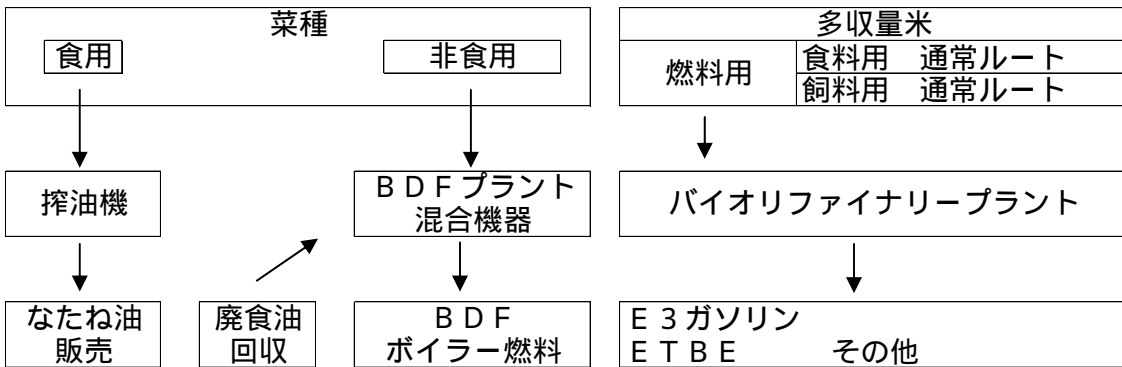 菜種
食用 非食用
搾油機
BDFプラント
混合機器
なたね油
販売
廃食油
回収
BDF
ボイラー燃料
多収量米
燃料用
食料用 通常ルート
飼料用 通常ルート
バイオリファイナリープラント
E3ガソリン
ETBE その他